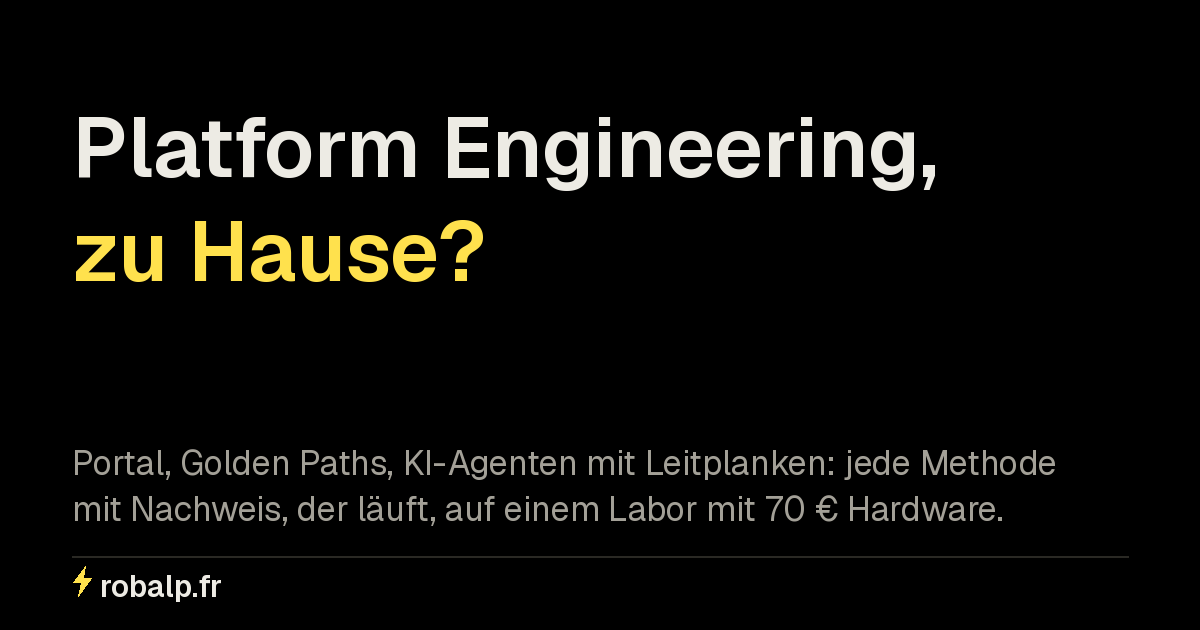 Platform Engineering,
zu Hause?
Portal, Golden Paths, KI-Agenten mit Leitplanken: jede Methode
mit Nachweis, der läuft, auf einem Labor mit 70 € Hardware.
robalp.fr